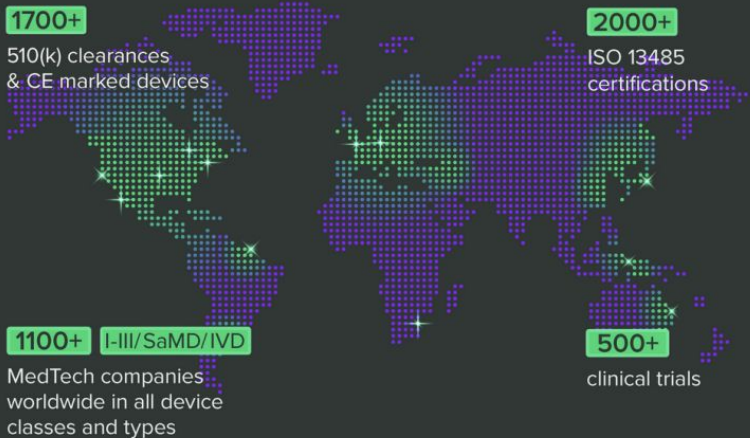 1700+
510(k) clearances
& CE marked devices
2000+
ISO 13485
certifications
1100+ I-III/SaMD/IVD
MedTech companies
worldwide in all device
classes and types
500+
clinical trials